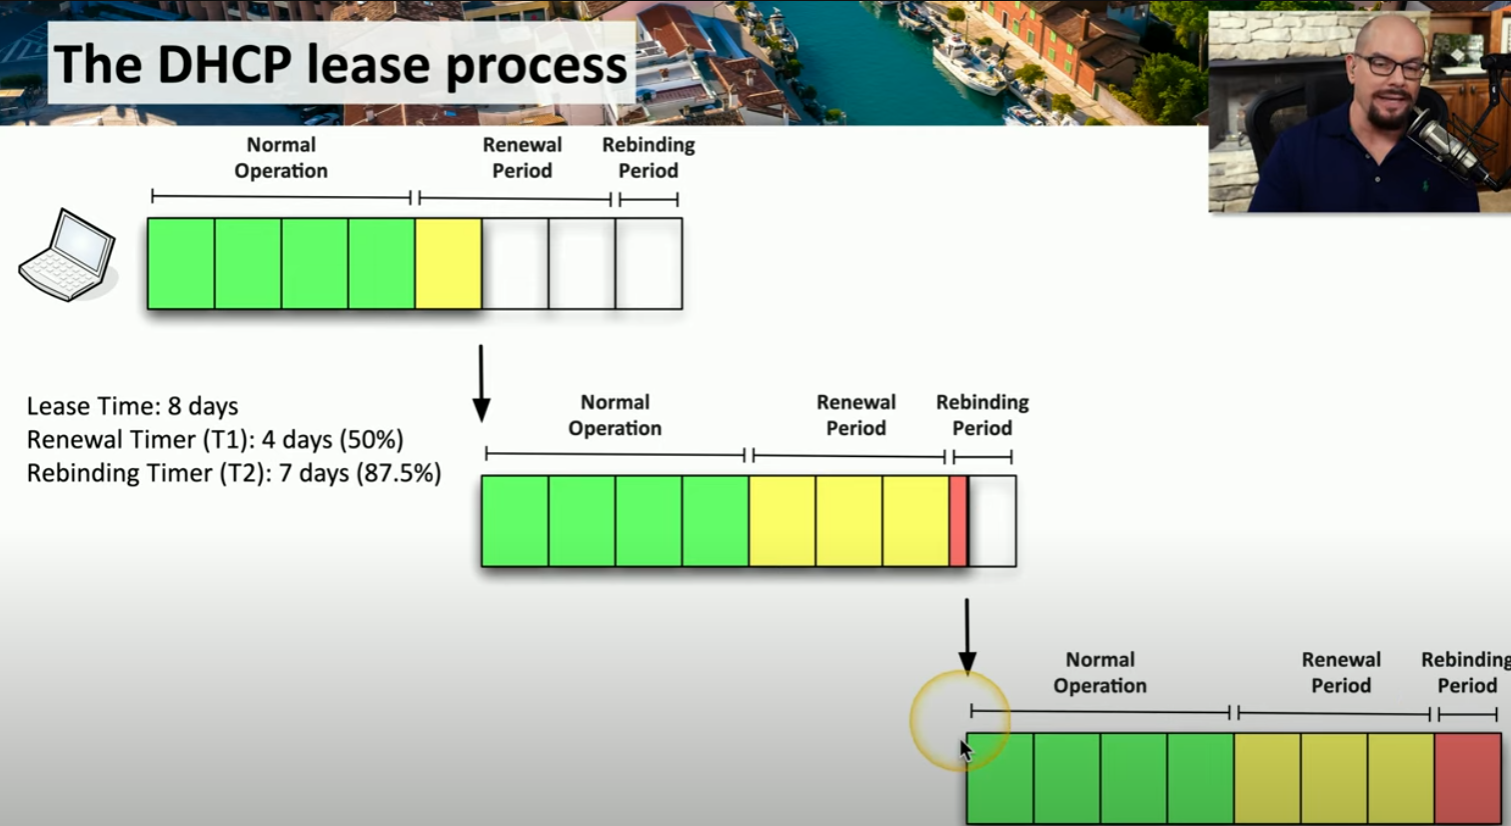 The DHCP lease process
Normal
Operation
Renewal
Period
Rebinding
Period
Lease Time: 8 days
Renewal Timer (T1): 4 days (50%)
Rebinding Timer (T2): 7 days (87.5%)
Normal
Operation
Renewal
Period
Rebinding
Period
Normal
Operation
Renewal
Period
Rebinding
Period